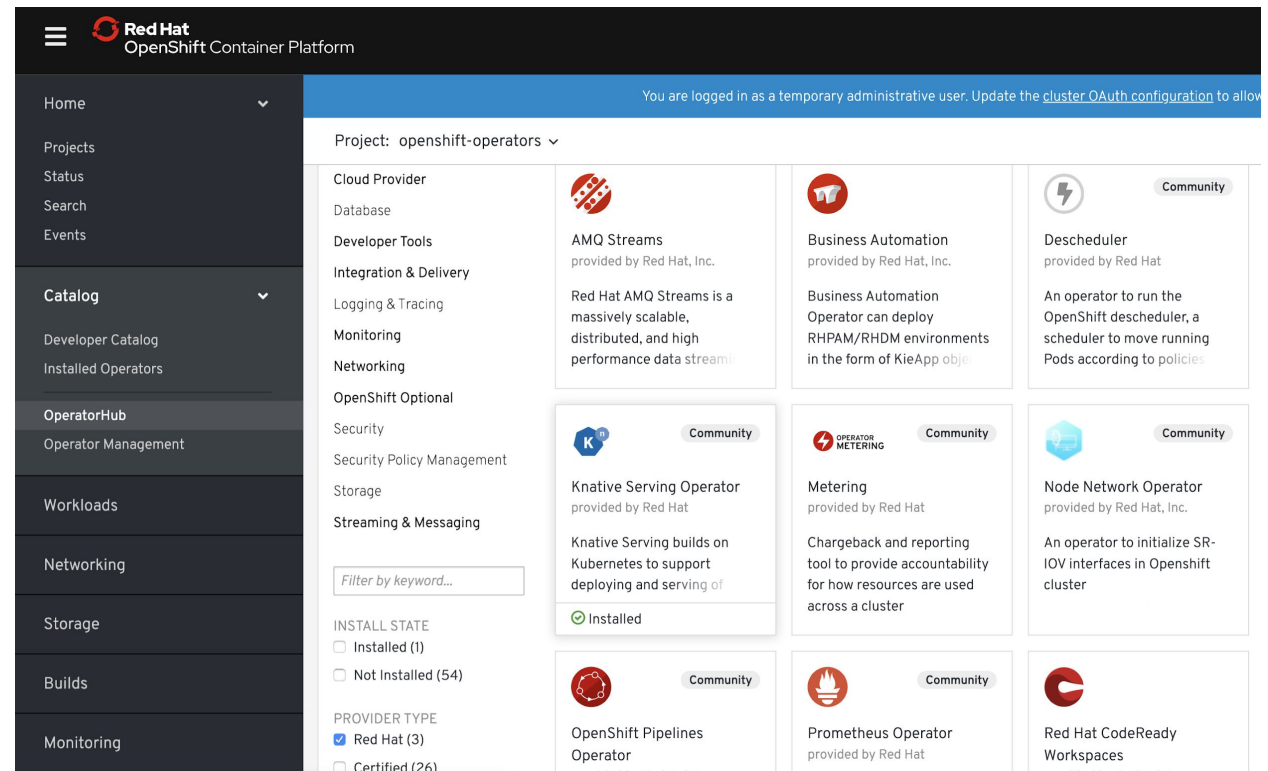 Red Hat
OpenShift Container Platform
Home
Projects
Status
Search
Events
Catalog
Developer Catalog
Installed Operators
OperatorHub
Operator Management
Workloads
Networking
Storage
Builds
Monitoring
You are logged in as a temporary administrative user. Update the cluster OAuth configuration to allow
Project: openshift-operators
Cloud Provider
Database
Developer Tools
Integration & Delivery
Logging & Tracing
Monitoring
Networking
OpenShift Optional
Security
Security Policy Management
Storage
Streaming & Messaging
Filter by keyword...
INSTALL STATE
Installed (1)
Not Installed (54)
PROVIDER TYPE
Red Hat (3)
Certified (26)
AMQ Streams
provided by Red Hat, Inc.
Red Hat AMQ Streams is a
massively scalable,
distributed, and high
performance data streami
Business Automation
provided by Red Hat, Inc.
Business Automation
Operator can deploy
RHPAM/RHDM environments
in the form of KieApp obje
Community
Descheduler
provided by Red Hat
An operator to run the
OpenShift descheduler, a
scheduler to move running
Pods according to policies
K n
Community
Knative Serving Operator
provided by Red Hat
Knative Serving builds on
Kubernetes to support
deploying and serving of
Installed
OPERATOR
METERING
Community
Metering
provided by Red Hat
Chargeback and reporting
tool to provide accountability
for how resources are used
across a cluster
Community
Node Network Operator
provided by Red Hat, Inc.
An operator to initialize SR-
IOV interfaces in Openshift
cluster
Community
OpenShift Pipelines
Operator
Community
Prometheus Operator
provided by Red Hat
Red Hat CodeReady
Workspaces